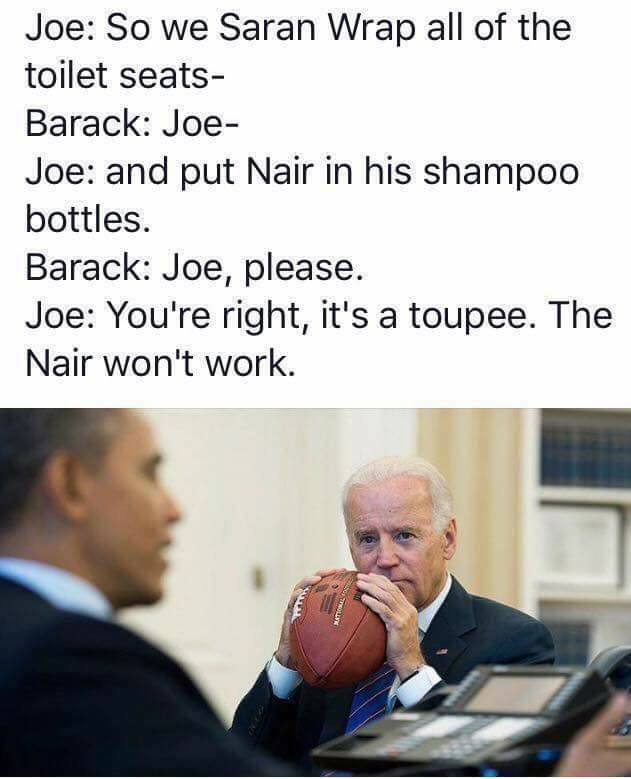 Joe: So we Saran Wrap all of the
toilet seats-
Barack: Joe-
Joe: and put Nair in his shampoo
bottles.
Barack: Joe, please.
Joe: You're right, it's a toupee. The
Nair won't work.
NATIONAL